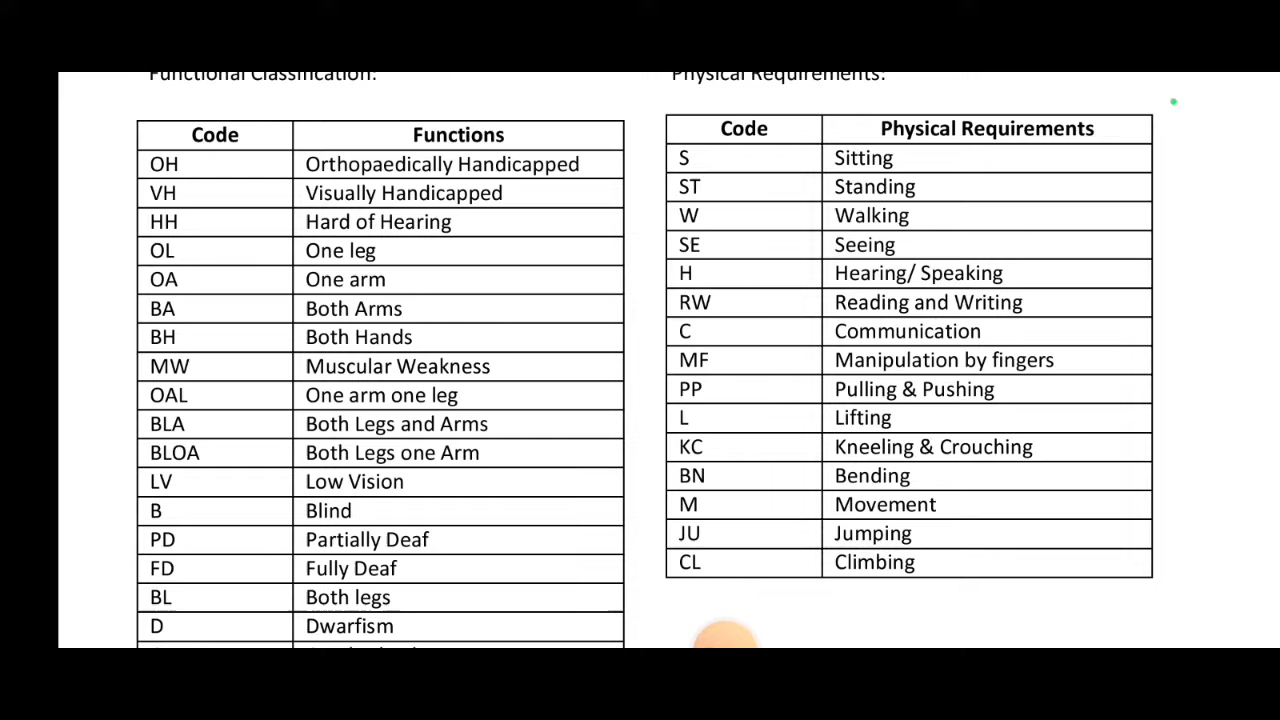 Functional Classification:
Code Functions
OH Orthopaedically Handicapped
VH Visually Handicapped
HH Hard of Hearing
OL One leg
OA One arm
BA Both Arms
BH Both Hands
MW Muscular Weakness
OAL One arm one leg
BLA Both Legs and Arms
BLOA Both Legs one Arm
LV Low Vision
B Blind
PD Partially Deaf
FD Fully Deaf
BL Both legs
D Dwarfism
Physical Requirements:
Code Physical Requirements
S Sitting
ST Standing
W Walking
SE Seeing
H Hearing/ Speaking
RW Reading and Writing
C Communication
MF Manipulation by fingers
PP Pulling & Pushing
L Lifting
KC Kneeling & Crouching
BN Bending
M Movement
JU Jumping
CL Climbing